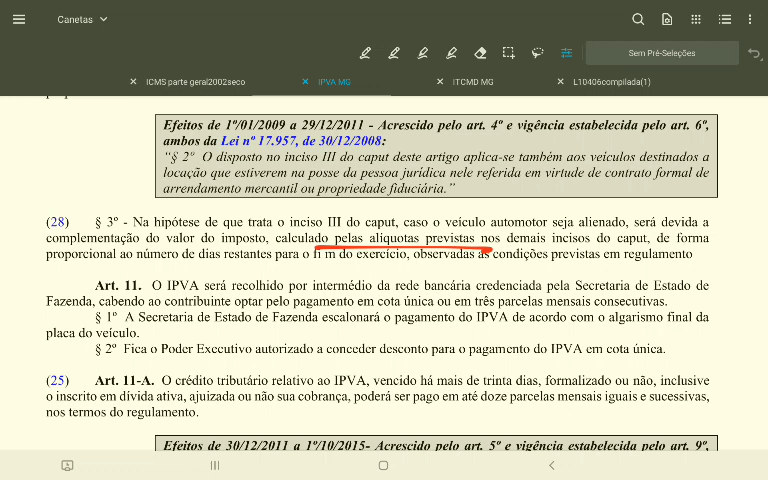 Canetas
Sem Pré-Seleções
ICMS parte geral2002seco
IPVA MG
ITCMD MG
L10406compilada(1)
Efeitos de 1º/01/2009 a 29/12/2011 - Acrescido pelo art. 4º e vigência estabelecida pelo art. 6º,
ambos da Lei nº 17.957, de 30/12/2008:
"§ 2º O disposto no inciso III do caput deste artigo aplica-se também aos veículos destinados a
locação que estiverem na posse da pessoa jurídica nele referida em virtude de contrato formal de
arrendamento mercantil ou propriedade fiduciária."
(28) § 3º - Na hipótese de que trata o inciso III do caput, caso o veículo automotor seja alienado, será devida a
complementação do valor do imposto, calculado pelas alíquotas previstas nos demais incisos do caput, de forma
proporcional ao número de dias restantes para o fi m do exercício, observadas as condições previstas em regulamento
Art. 11. O IPVA será recolhido por intermédio da rede bancária credenciada pela Secretaria de Estado de
Fazenda, cabendo ao contribuinte optar pelo pagamento em cota única ou em três parcelas mensais consecutivas.
§ 1º A Secretaria de Estado de Fazenda escalonará o pagamento do IPVA de acordo com o algarismo final da
placa do veículo.
§ 2º Fica o Poder Executivo autorizado a conceder desconto para o pagamento do IPVA em cota única.
(25) Art. 11-A. O crédito tributário relativo ao IPVA, vencido há mais de trinta dias, formalizado ou não, inclusive
o inscrito em dívida ativa, ajuizada ou não sua cobrança, poderá ser pago em até doze parcelas mensais iguais e sucessivas,
nos termos do regulamento.
Efeitos de 30/12/2011 a 1º/10/2015- Acrescido pelo art. 5º e vigência estabelecida pelo art. 9º,